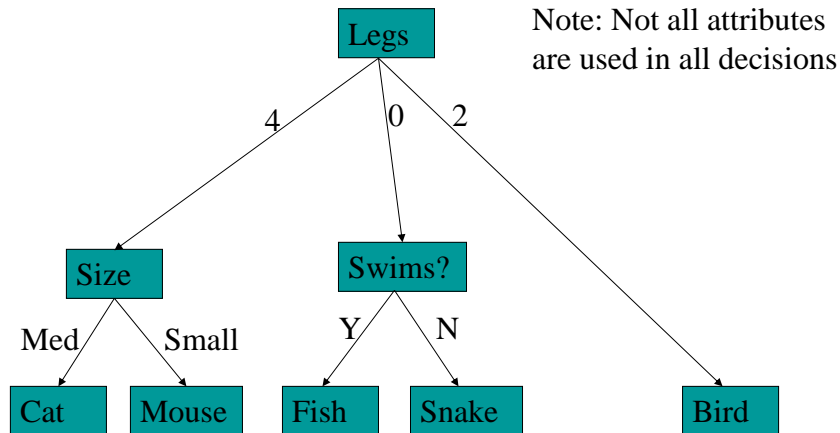 Legs
Note: Not all attributes
are used in all decisions
4
0
2
Size
Swims?
Med
Small
Y
N
Cat
Mouse
Fish
Snake
Bird